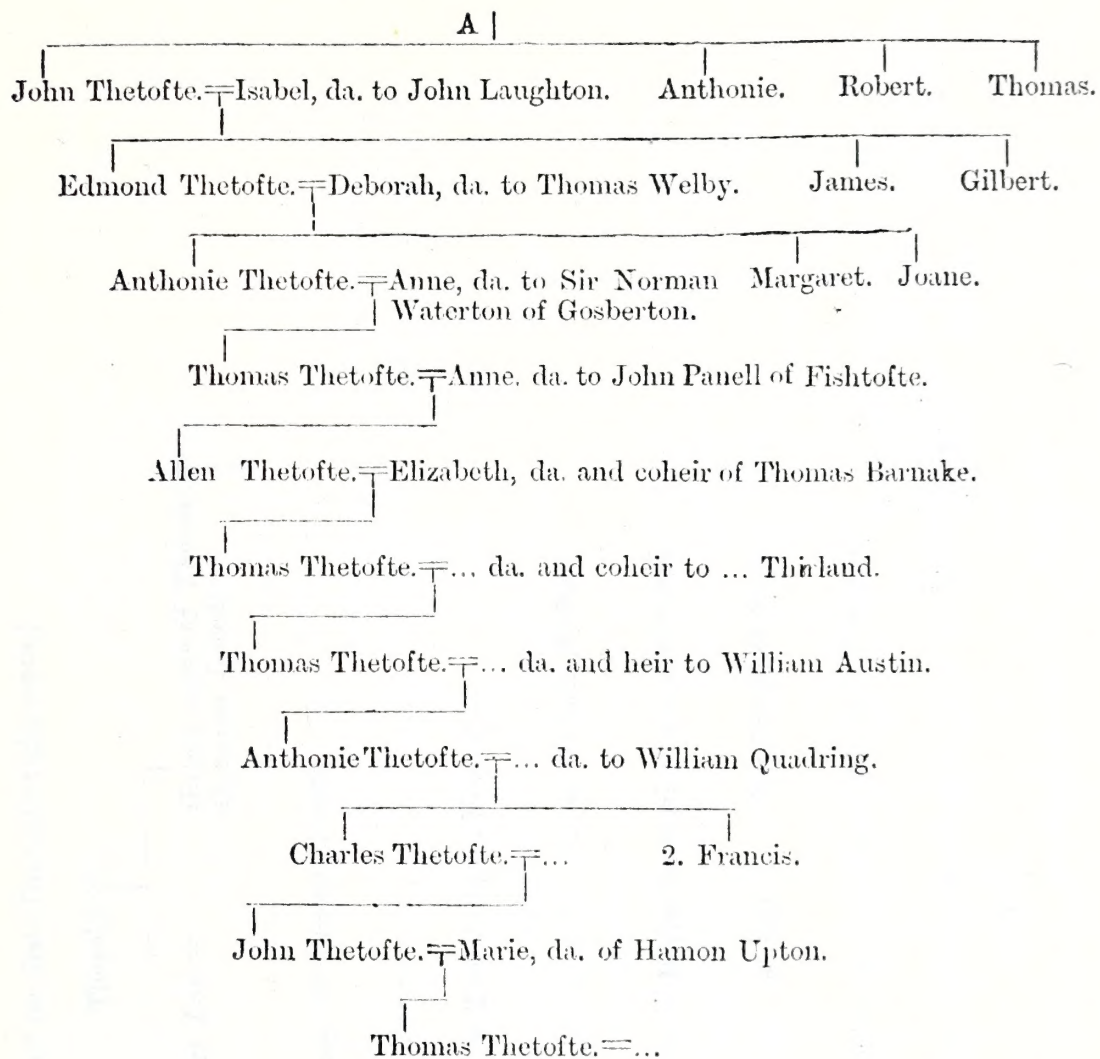 A
John Thetofte.=Isabel, da. to John Laughton. Anthonie. Robert. Thomas.
Edmond Thetofte.=Deborah, da. to Thomas Welby. James. Gilbert.
Anthonie Thetofte.=Anne, da. to Sir Norman Margaret. Joane.
Waterton of Gosberton.
Thomas Thetofte.=Anne, da. to John Panell of Fishtofte.
Allen Thetofte.=Elizabeth, da. and coheir of Thomas Barnake.
Thomas Thetofte.=... da. and coheir to ...
Thomas Thetofte.=... da. and heir to William Austin.
Anthonie Thetofte.=... da. to William Quadring.
Charles Thetofte.=... 2. Francis.
John Thetofte.=Marie, da. of Hamon Upton.
Thomas Thetofte.=...